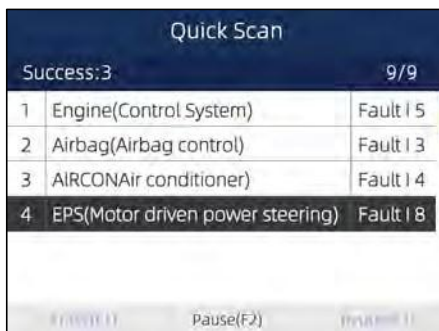 Quick Scan
Success:3 9/9
1 Engine(Control System) Fault | 5
2 Airbag(Airbag control) Fault | 3
3 AIRCONAir conditioner) Fault | 4
4 EPS(Motor driven power steering) Fault | 8
Pause(F2)